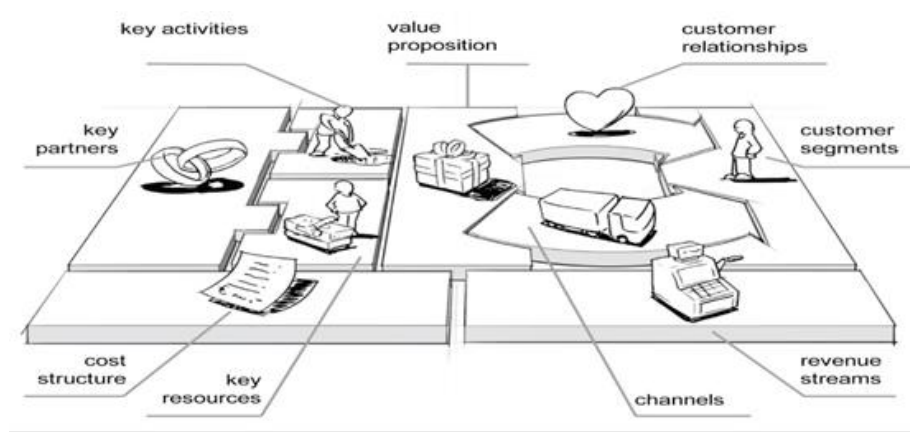 key activities
value
proposition
customer
relationships
key
partners
customer
segments
cost
structure
key
resources
channels
revenue
streams